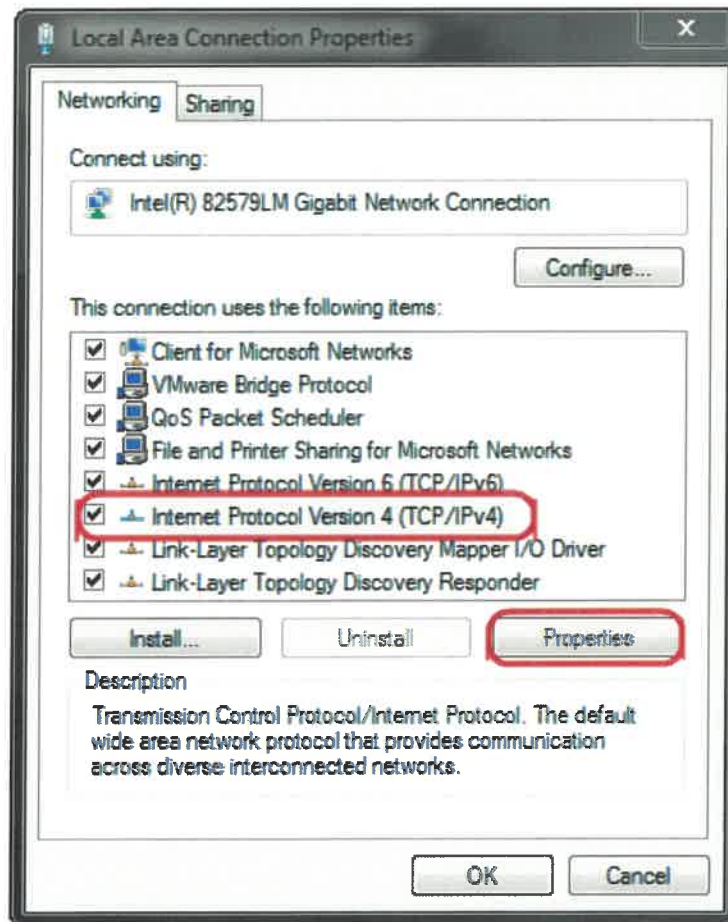 Local Area Connection Properties
Networking
Sharing
Connect using:
Intel(R) 82579LM Gigabit Network Connection
Configure...
This connection uses the following items:
Client for Microsoft Networks
VMware Bridge Protocol
QoS Packet Scheduler
File and Printer Sharing for Microsoft Networks
Internet Protocol Version 6 (TCP/IPv6)
Internet Protocol Version 4 (TCP/IPv4)
Link-Layer Topology Discovery Mapper I/O Driver
Link-Layer Topology Discovery Responder
Install...
Uninstall
Properties
Description
Transmission Control Protocol/Internet Protocol. The default
wide area network protocol that provides communication
across diverse interconnected networks.
OK
Cancel